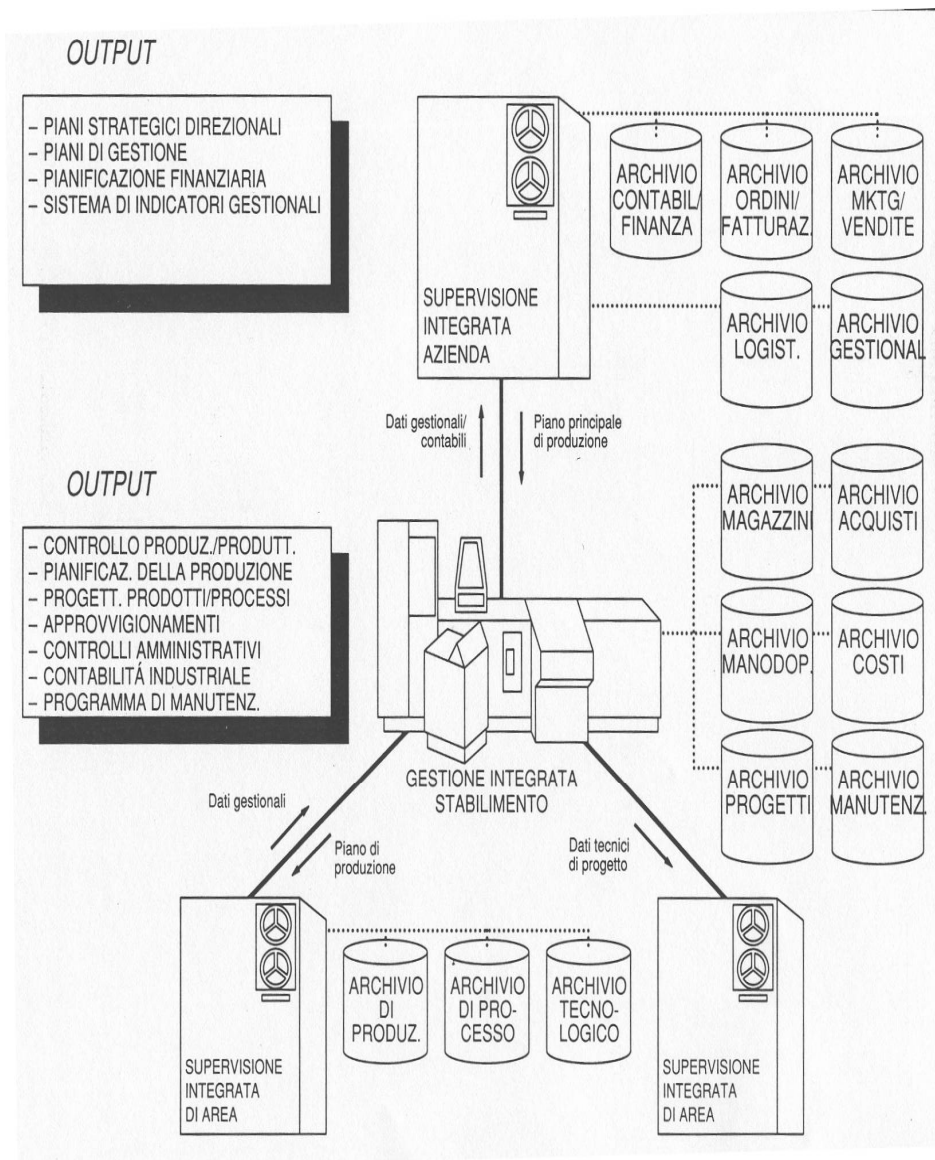 OUTPUT
– PIANI STRATEGICI DIREZIONALI
– PIANI DI GESTIONE
– PIANIFICAZIONE FINANZIARIA
– SISTEMA DI INDICATORI GESTIONALI
SUPERVISIONE
INTEGRATA
AZIENDA
ARCHIVIO
CONTABIL/
FINANZA
ARCHIVIO
ORDINI/
FATTURAZ.
ARCHIVIO
MKTG/
VENDITE
ARCHIVIO
LOGIST.
ARCHIVIO
GESTIONAL
Dati gestionali/
contabili
Piano principale
di produzione
OUTPUT
– CONTROLLO PRODUZ./PRODUTT.
– PIANIFICAZ. DELLA PRODUZIONE
– PROGETT. PRODOTTI/PROCESSI
– APPROVVIGIONAMENTI
– CONTROLLI AMMINISTRATIVI
– CONTABILITÁ INDUSTRIALE
– PROGRAMMA DI MANUTENZ.
ARCHIVIO
MAGAZZINI
ARCHIVIO
ACQUISTI
ARCHIVIO
MANODOP.
ARCHIVIO
COSTI
ARCHIVIO
PROGETTI
ARCHIVIO
MANUTENZ.
GESTIONE INTEGRATA
STABILIMENTO
Dati gestionali
Piano di
produzione
Dati tecnici
di progetto
SUPERVISIONE
INTEGRATA
DI AREA
ARCHIVIO
DI
PRODUZ.
ARCHIVIO
DI PRO-
CESSO
ARCHIVIO
TECNO-
LOGICO
SUPERVISIONE
INTEGRATA
DI AREA